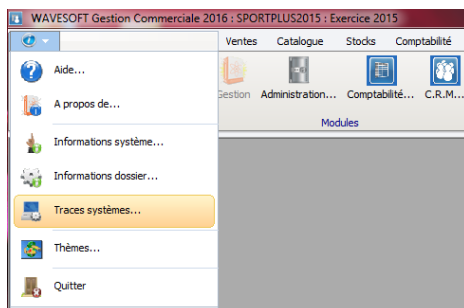 WAVESOFT Gestion Commerciale 2016 : SPORTPLUS2015 : Exercice 2015
Ventes Catalogue Stocks Comptabilité
Aide...
A propos de...
Gestion Administration... Comptabilité... C.R.M...
Modules
Informations système...
Informations dossier...
Traces systèmes...
Thèmes...
Quitter